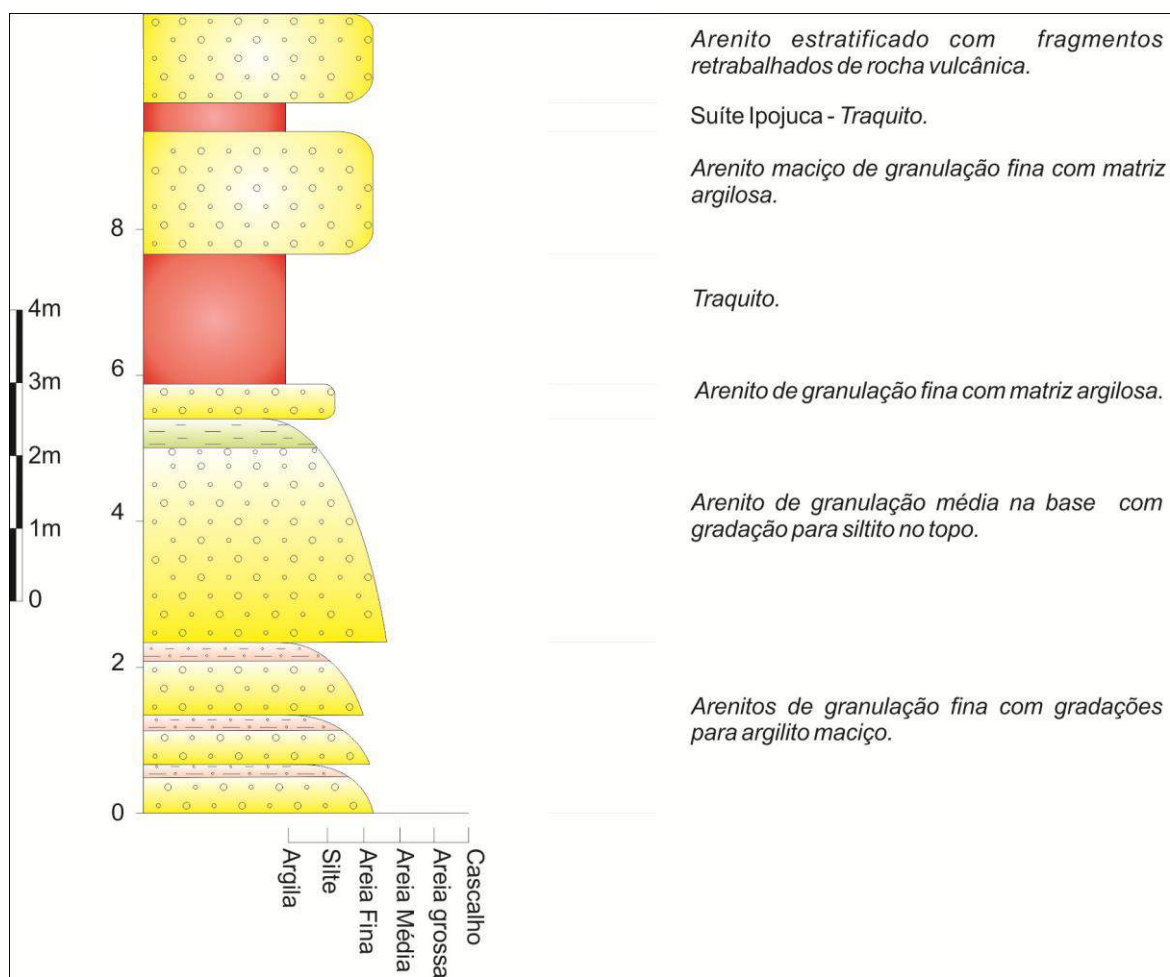 Arenito estratificado com fragmentos
retrabalhados de rocha vulcânica.
Suíte Ipojuca - Traquito.
Arenito maciço de granulação fina com matriz
argilosa.
8
Traquito.
4m
6
3m
Arenito de granulação fina com matriz argilosa.
2m
4
Arenito de granulação média na base com
gradação para siltito no topo.
1m
0
2
Arenitos de granulação fina com gradações
para argilito maciço.
0
Argila
Silte
Areia Fina
Areia Média
Areia grossa
Cascalho